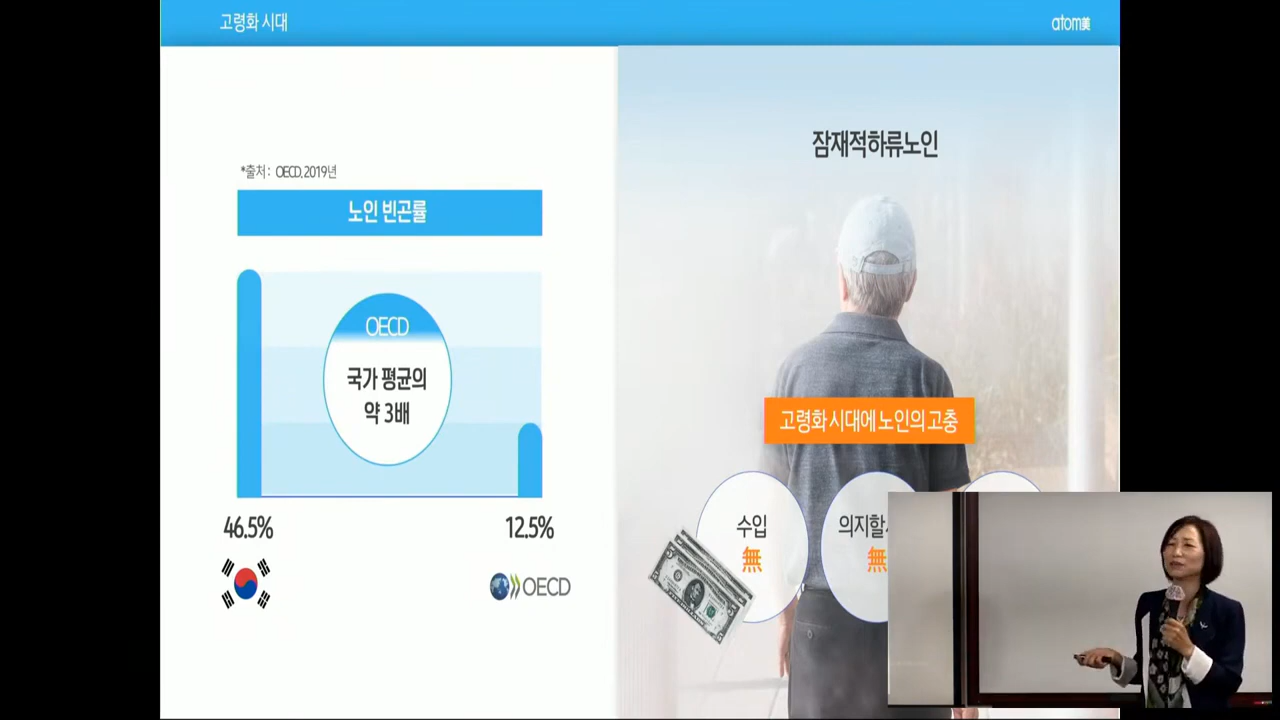 고령화 시대
atom美
*출처 : OECD, 2019년
노인 빈곤률
OECD
국가 평균의
약 3배
46.5%
12.5%
OECD
잠재적하류노인
고령화 시대에 노인의 고충
수입
無
의지할
無